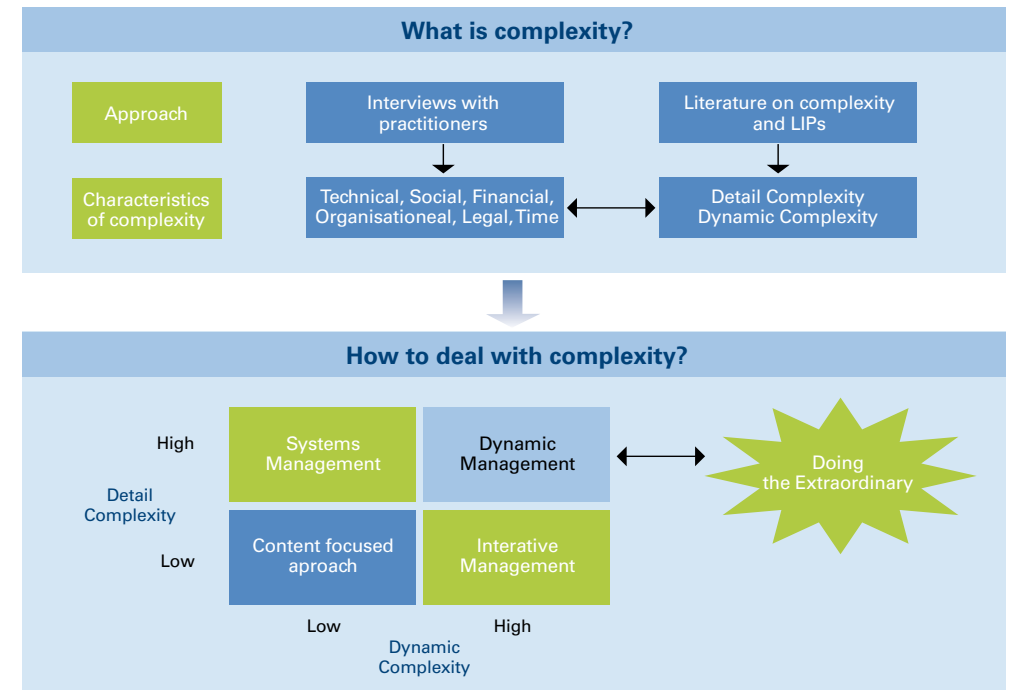 What is complexity?
Approach
Interviews with
practitioners
Literature on complexity
and LIPs
Characteristics
of complexity
Technical, Social, Financial,
Organisationeal, Legal, Time
Detail Complexity
Dynamic Complexity
How to deal with complexity?
High
Systems
Management
Dynamic
Management
Doing
the Extraordinary
Detail
Complexity
Low
Content focused
aproach
Interative
Management
Low
High
Dynamic
Complexity